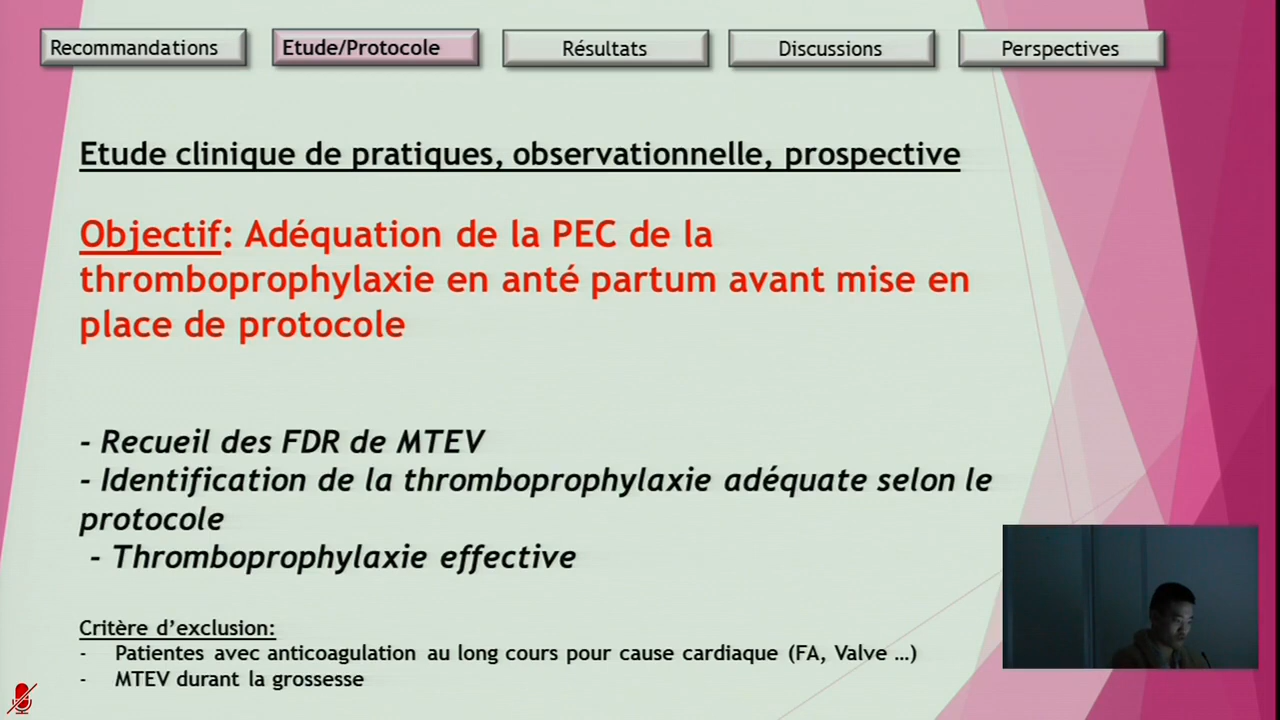 Recommandations
Etude/Protocole
Résultats
Discussions
Perspectives
Etude clinique de pratiques, observationnelle, prospective
Objectif: Adéquation de la PEC de la
thromboprophylaxie en anté partum avant mise en
place de protocole
- Recueil des FDR de MTEV
- Identification de la thromboprophylaxie adéquate selon le
protocole
- Thromboprophylaxie effective
Critère d’exclusion:
- Patientes avec anticoagulation au long cours pour cause cardiaque (FA, Valve …)
- MTEV durant la grossesse